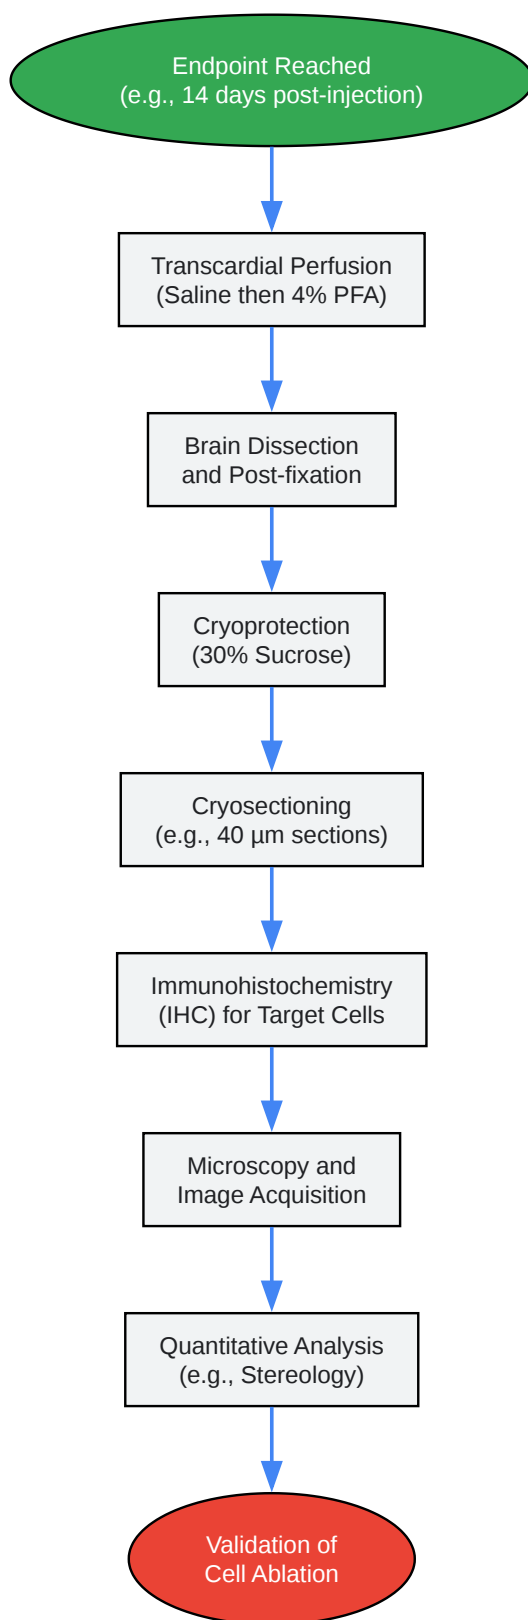 Endpoint Reached
(e.g., 14 days post-injection)
Transcardial Perfusion
(Saline then 4% PFA)
Brain Dissection
and Post-fixation
Cryoprotection
(30% Sucrose)
Cryosectioning
(e.g., 40 µm sections)
Immunohistochemistry
(IHC) for Target Cells
Microscopy and
Image Acquisition
Quantitative Analysis
(e.g., Stereology)
Validation of
Cell Ablation